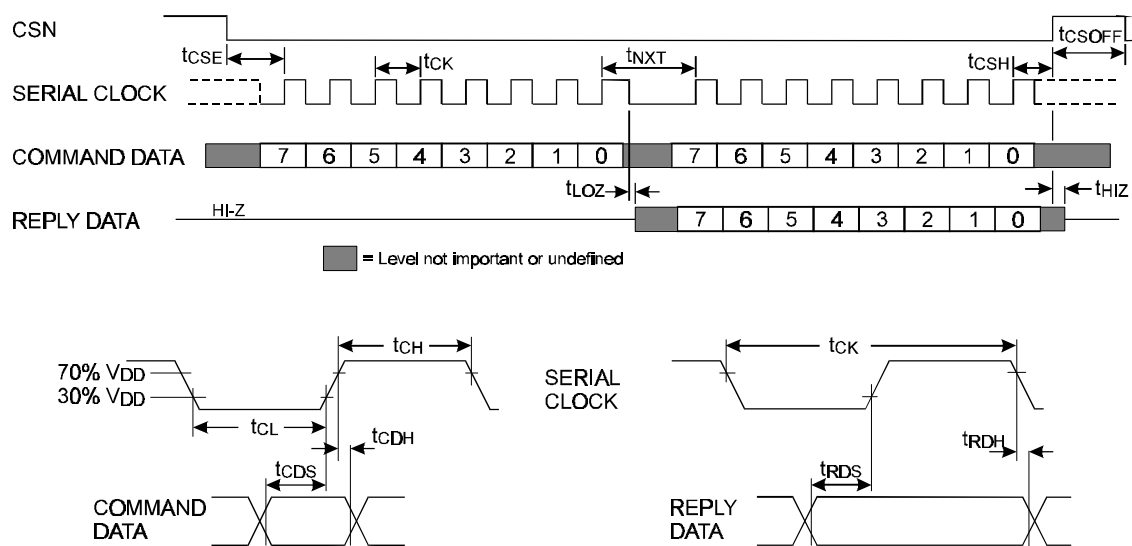 CSN
tCSE
tCK
tNXT
tCSH
tCSOFF
SERIAL CLOCK
COMMAND DATA
7 6 5 4 3 2 1 0
7 6 5 4 3 2 1 0
tLOZ
tHIZ
REPLY DATA
HI-Z
7 6 5 4 3 2 1 0
= Level not important or undefined
tCH
70% VDD
30% VDD
tCL
tCDH
tCDS
COMMAND
DATA
SERIAL
CLOCK
tCK
tRDH
tRDS
REPLY
DATA